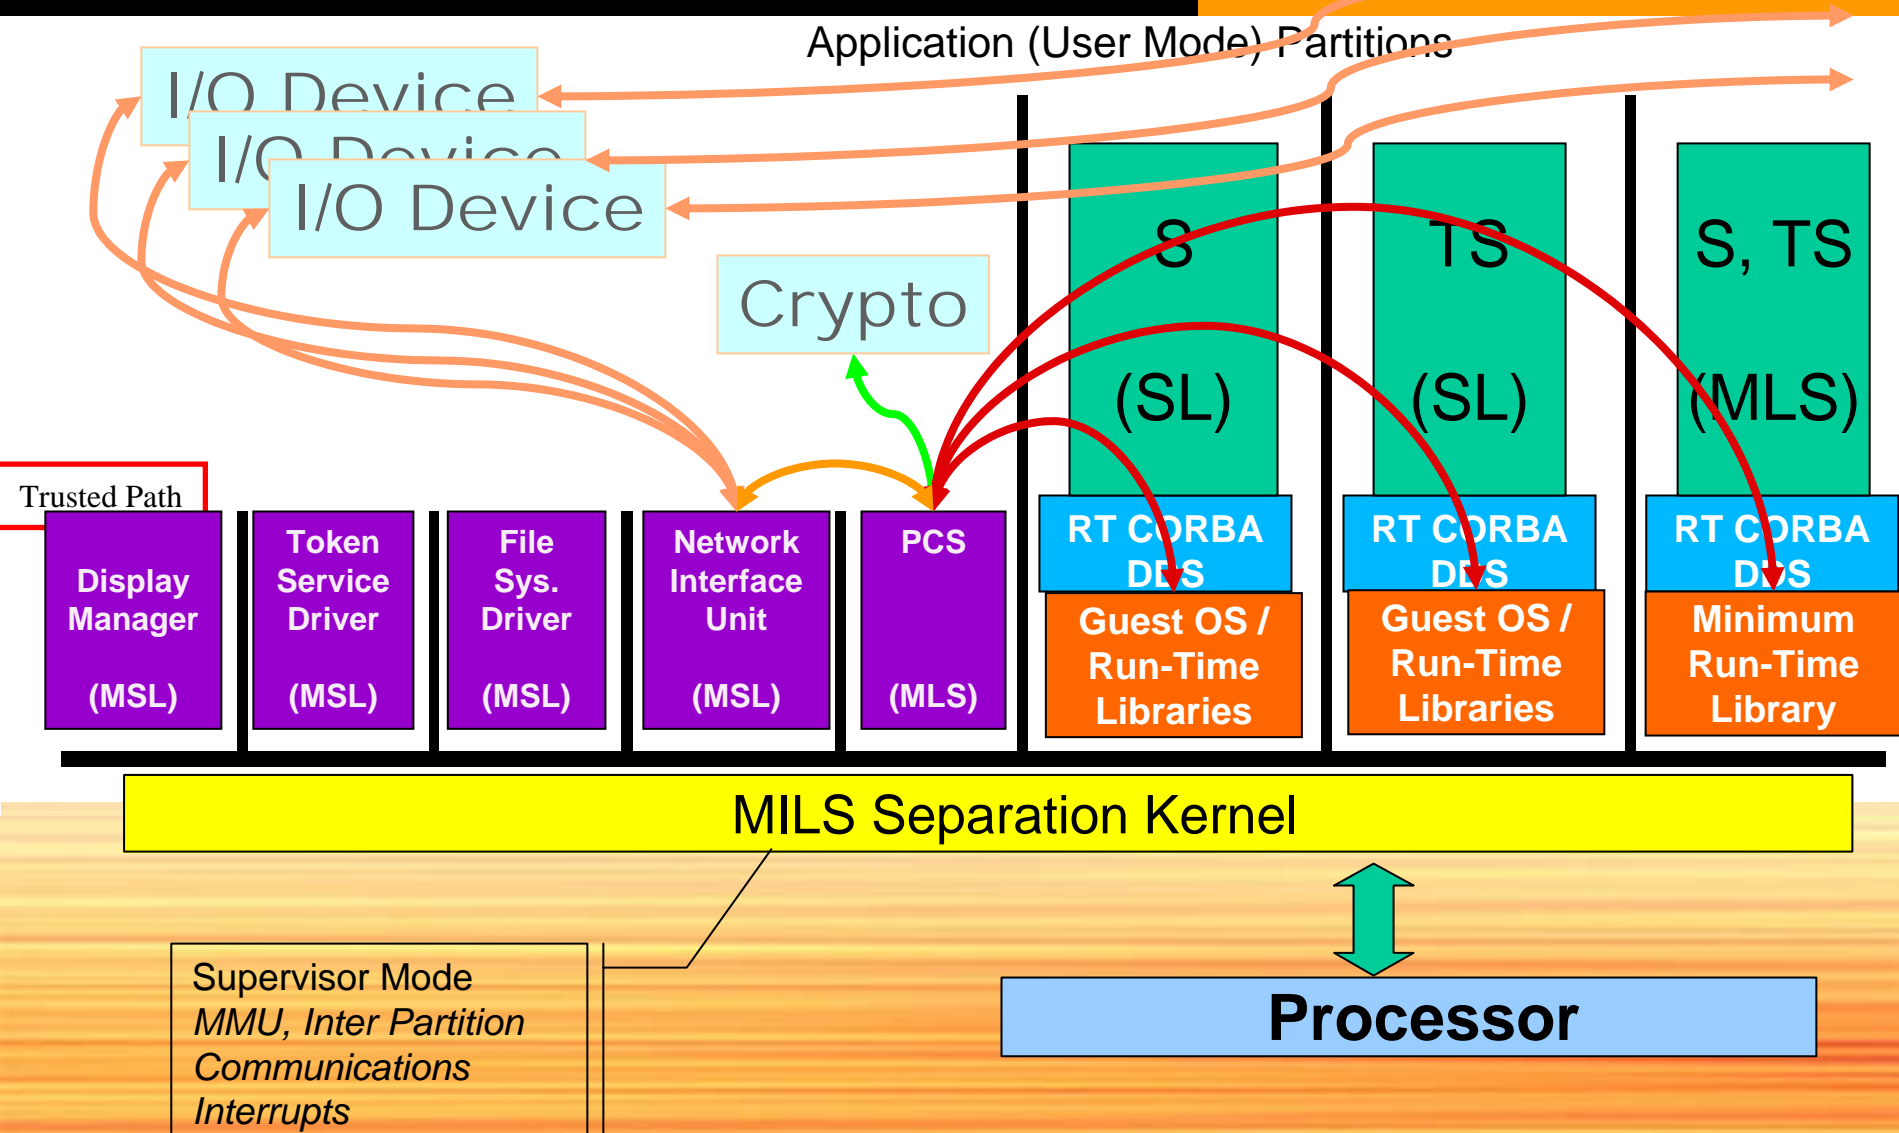 Application (User Mode) Partitions
I/O Device
I/O Device
I/O Device
Crypto
S
(SL)
TS
(SL)
S, TS
(MLS)
Trusted Path
Display
Manager
(MSL)
Token
Service
Driver
(MSL)
File
Sys.
Driver
(MSL)
Network
Interface
Unit
(MSL)
PCS
(MLS)
RT CORBA
DDS
Guest OS /
Run-Time
Libraries
RT CORBA
DDS
Guest OS /
Run-Time
Libraries
RT CORBA
DDS
Minimum
Run-Time
Library
MILS Separation Kernel
Supervisor Mode
MMU, Inter Partition
Communications
Interrupts
Processor